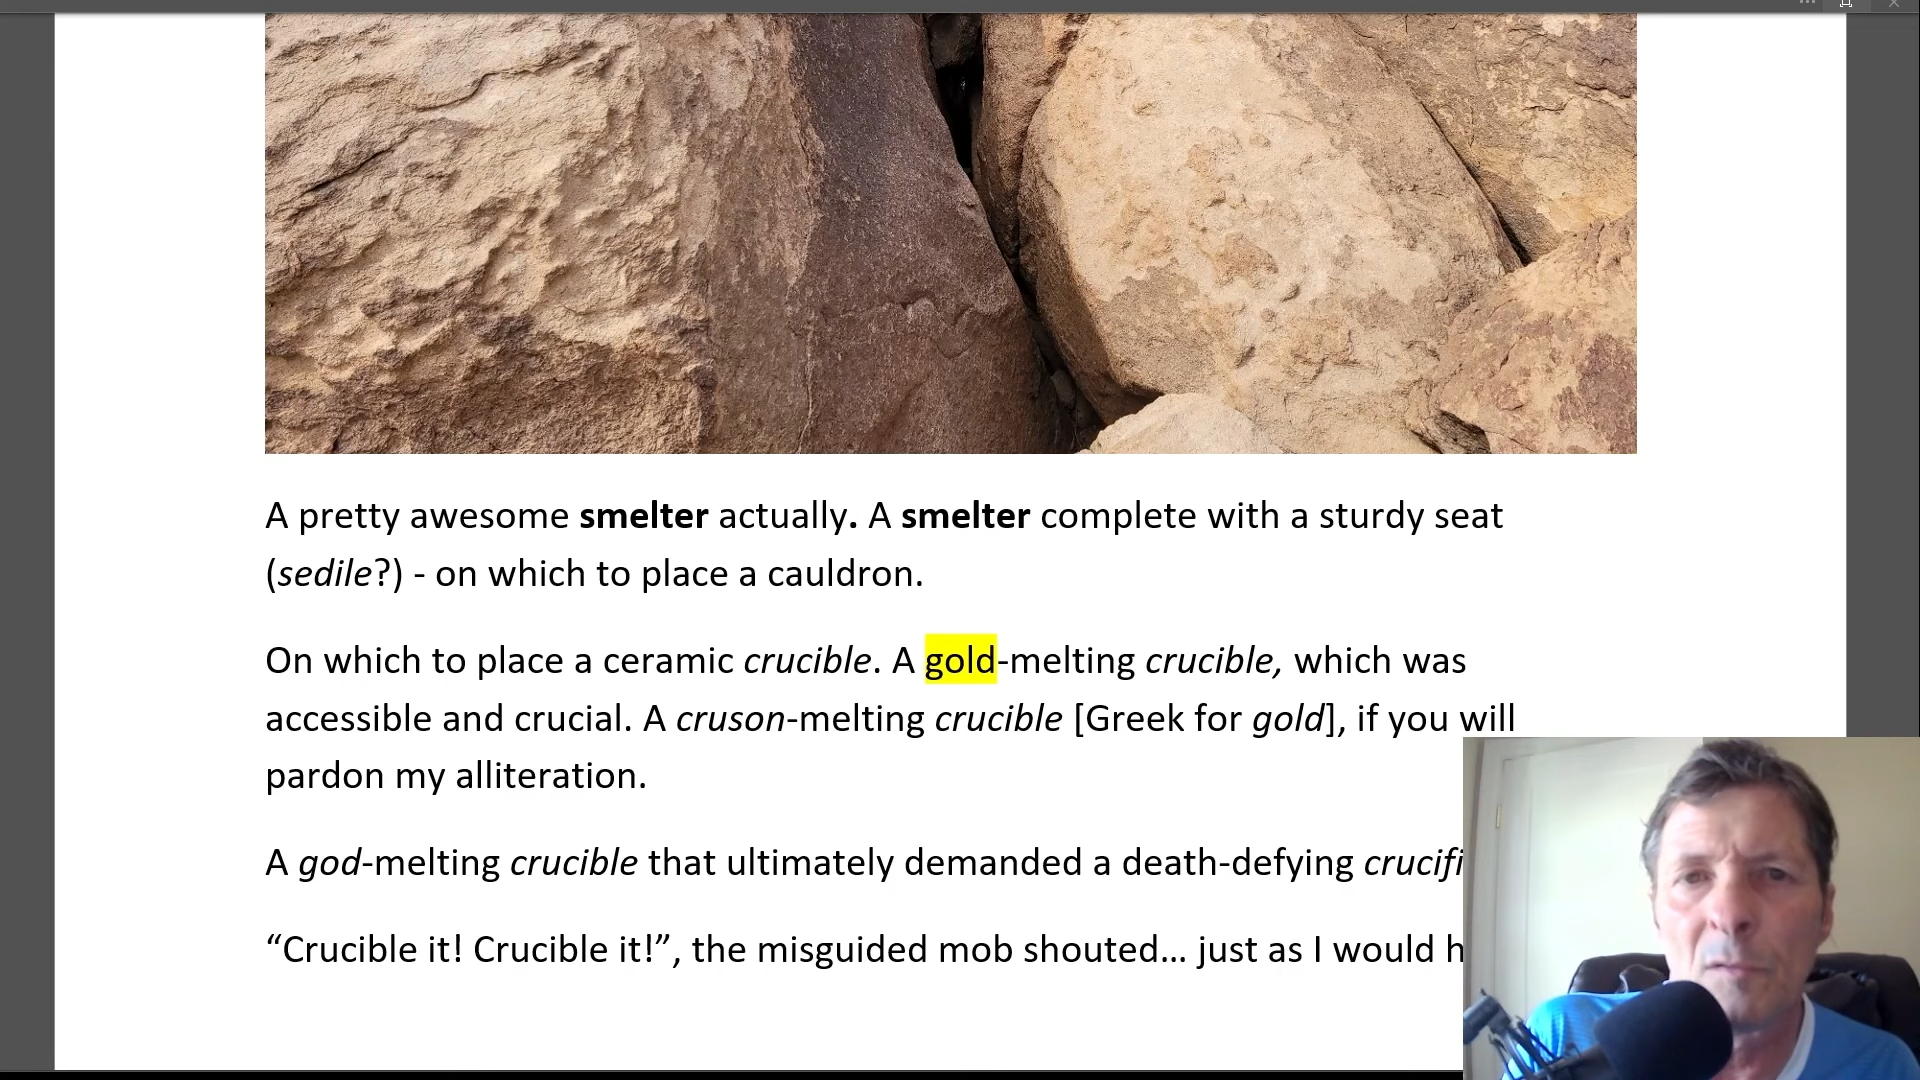 A pretty awesome smelter actually. A smelter complete with a sturdy seat
(sedile?) - on which to place a cauldron.
On which to place a ceramic crucible. A gold-melting crucible, which was
accessible and crucial. A cruson-melting crucible [Greek for gold], if you will
pardon my alliteration.
A god-melting crucible that ultimately demanded a death-defying
“Crucible it! Crucible it!”, the misguided mob shouted… just as I would